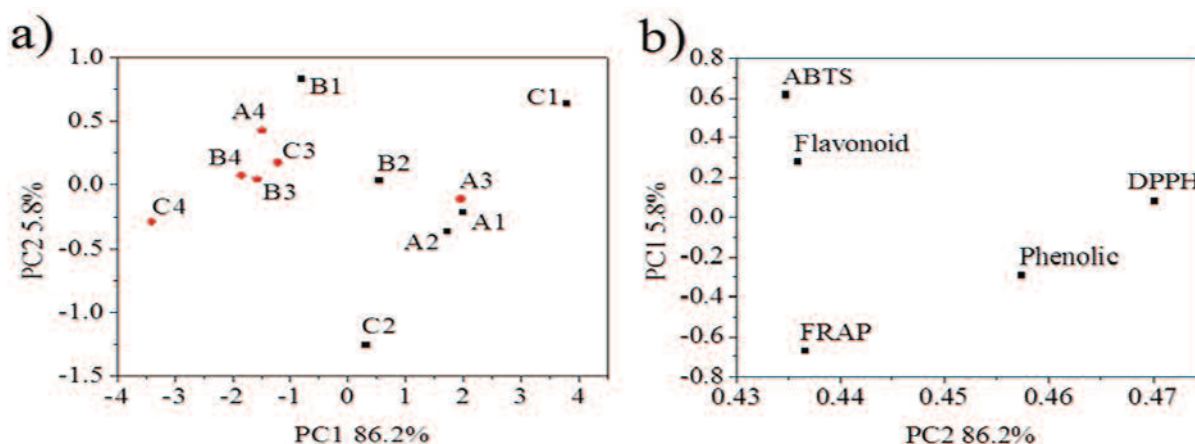 a)
PC2 5.8%
1.0
0.5
0.0
-0.5
-1.0
-1.5
B1
C1
A4
C3
B4
B3
B2
A3
C4
A1
A2
C2
-4 -3 -2 -1 0 1 2 3 4
PC1 86.2%
b)
PC1 5.8%
0.8
0.6
0.4
0.2
0.0
-0.2
-0.4
-0.6
-0.8
ABTS
Flavonoid
DPPH
Phenolic
FRAP
0.43 0.44 0.45 0.46 0.47
PC2 86.2%